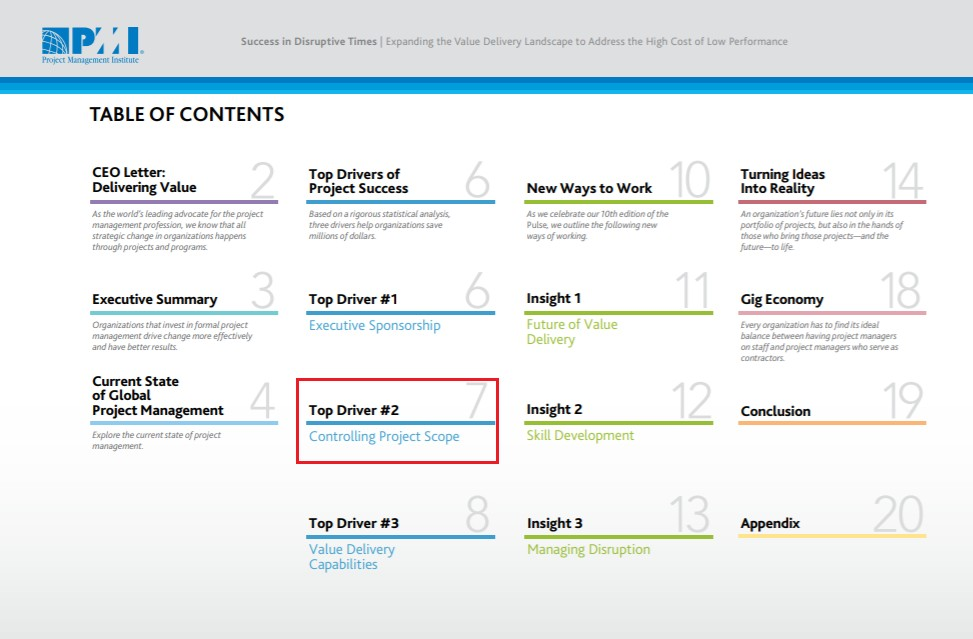 PMI
Project Management Institute
Success in Disruptive Times | Expanding the Value Delivery Landscape to Address the High Cost of Low Performance
TABLE OF CONTENTS
CEO Letter:
Delivering Value
2
As the world's leading advocate for the project
management profession, we know that all
strategic change in organizations happens
through projects and programs.
Executive Summary
3
Organizations that invest in formal project
management drive change more effectively
and have better results.
Current State
of Global
Project Management
4
Explore the current state of project
management.
Top Drivers of
Project Success
6
Based on a rigorous statistical analysis,
three drivers help organizations save
millions of dollars.
Top Driver #1
6
Executive Sponsorship
Top Driver #2
7
Controlling Project Scope
Top Driver #3
8
Value Delivery
Capabilities
New Ways to Work
10
As we celebrate our 10th edition of the
Pulse, we outline the following new
ways of working.
Insight 1
11
Future of Value
Delivery
Insight 2
12
Skill Development
Insight 3
13
Managing Disruption
Turning Ideas
Into Reality
14
An organization's future lies not only in its
portfolio of projects, but also in the hands of
those who bring those projects—and the
future—to life.
Gig Economy
18
Every organization has to find its ideal
balance between having project managers
on staff and project managers who serve as
contractors.
Conclusion
19
Appendix
20